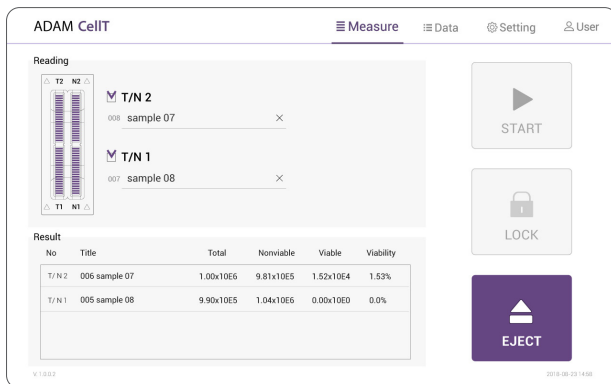 ADAM CellT
Measure
Data
Setting
User
Reading
T2 N2
T1 N1
T/N 2
008 sample 07
T/N 1
007 sample 08
START
LOCK
EJECT
Result
No Title Total Nonviable Viable Viability
T/ N 2 006 sample 07 1.00x10E6 9.81x10E5 1.52x10E4 1.53%
T/ N 1 005 sample 08 9.90x10E5 1.04x10E6 0.00x10E0 0.0%
V. 1.0.0.2